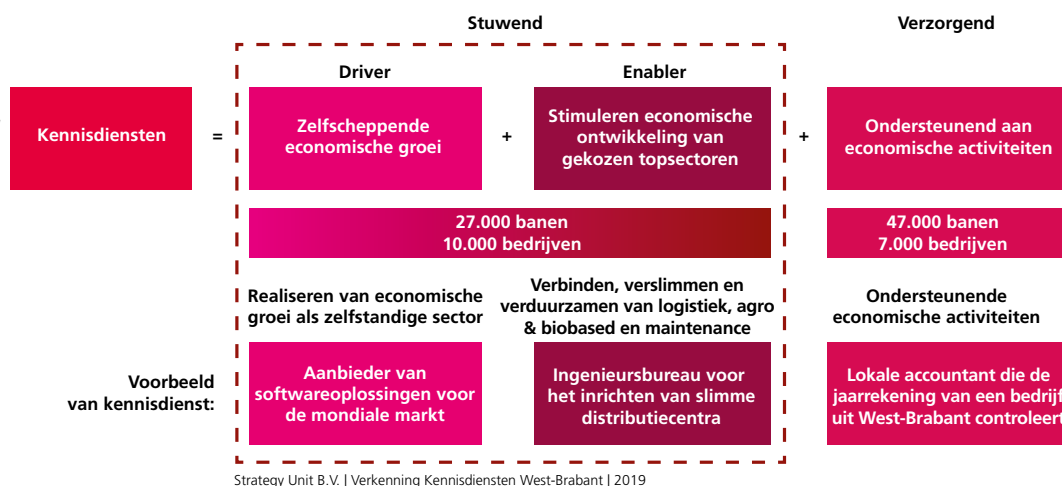 Stuwend
Verzorgend
Driver
Enabler
Kennisdiensten
=
Zelfscheppende
economische groei
+
Stimuleren economische
ontwikkeling van
gekozen topsectoren
+
Ondersteunend aan
economische activiteiten
27.000 banen
10.000 bedrijven
47.000 banen
7.000 bedrijven
Realiseren van economische
groei als zelfstandige sector
Verbinden, verslimmen en
verduurzamen van logistiek, agro
& biobased en maintenance
Ondersteunende
economische activiteiten
Voorbeeld
van kennisdienst:
Aanbieder van
softwareoplossingen voor
de mondiale markt
Ingenieursbureau voor
het inrichten van slimme
distributiecentra
Lokale accountant die de
jaarrekening van een bedrijf
uit West-Brabant controleert
Strategy Unit B.V. | Verkenning Kennisdiensten West-Brabant | 2019